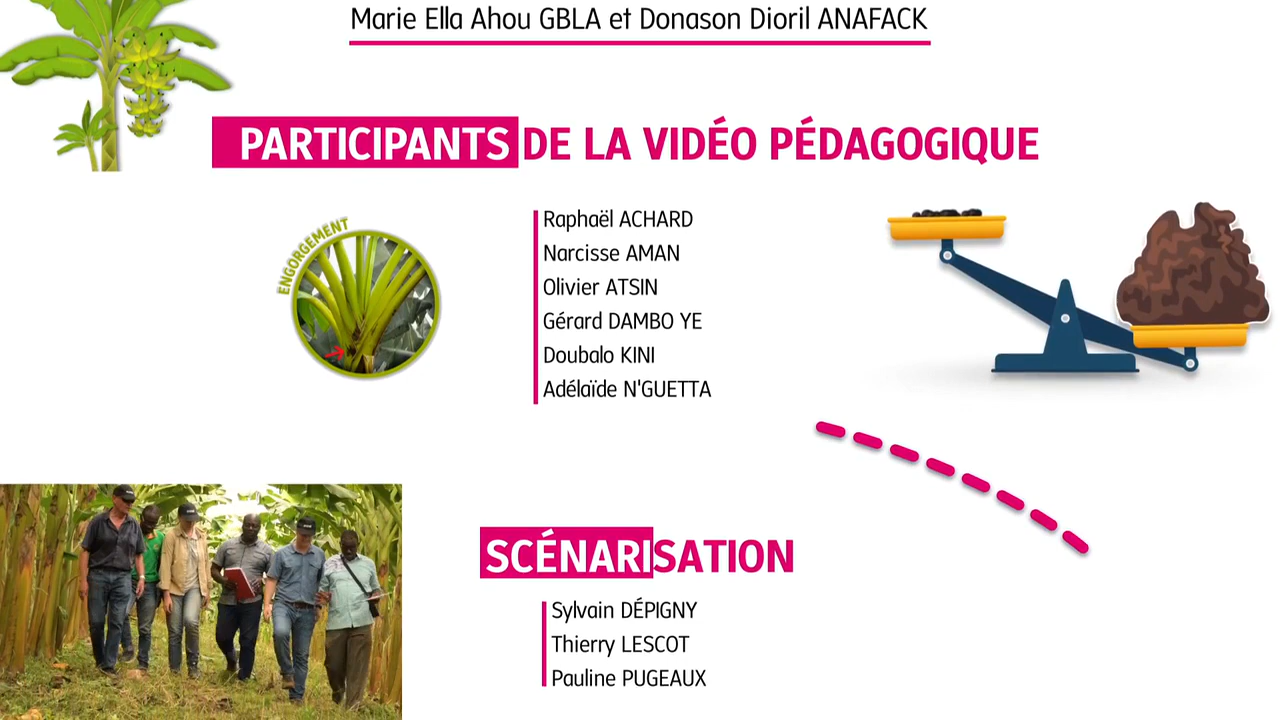 Marie Ella Ahou GBLA et Donason Dioril ANAFACK
PARTICIPANTS DE LA VIDÉO PÉDAGOGIQUE
ENGORGEMENT
Raphaël ACHARD
Narcisse AMAN
Olivier ATSIN
Gérard DAMBO YE
Doubalo KINI
Adélaïde N'GUETTA
SCÉNARISATION
Sylvain DÉPIGNY
Thierry LESCOT
Pauline PUGEAUX